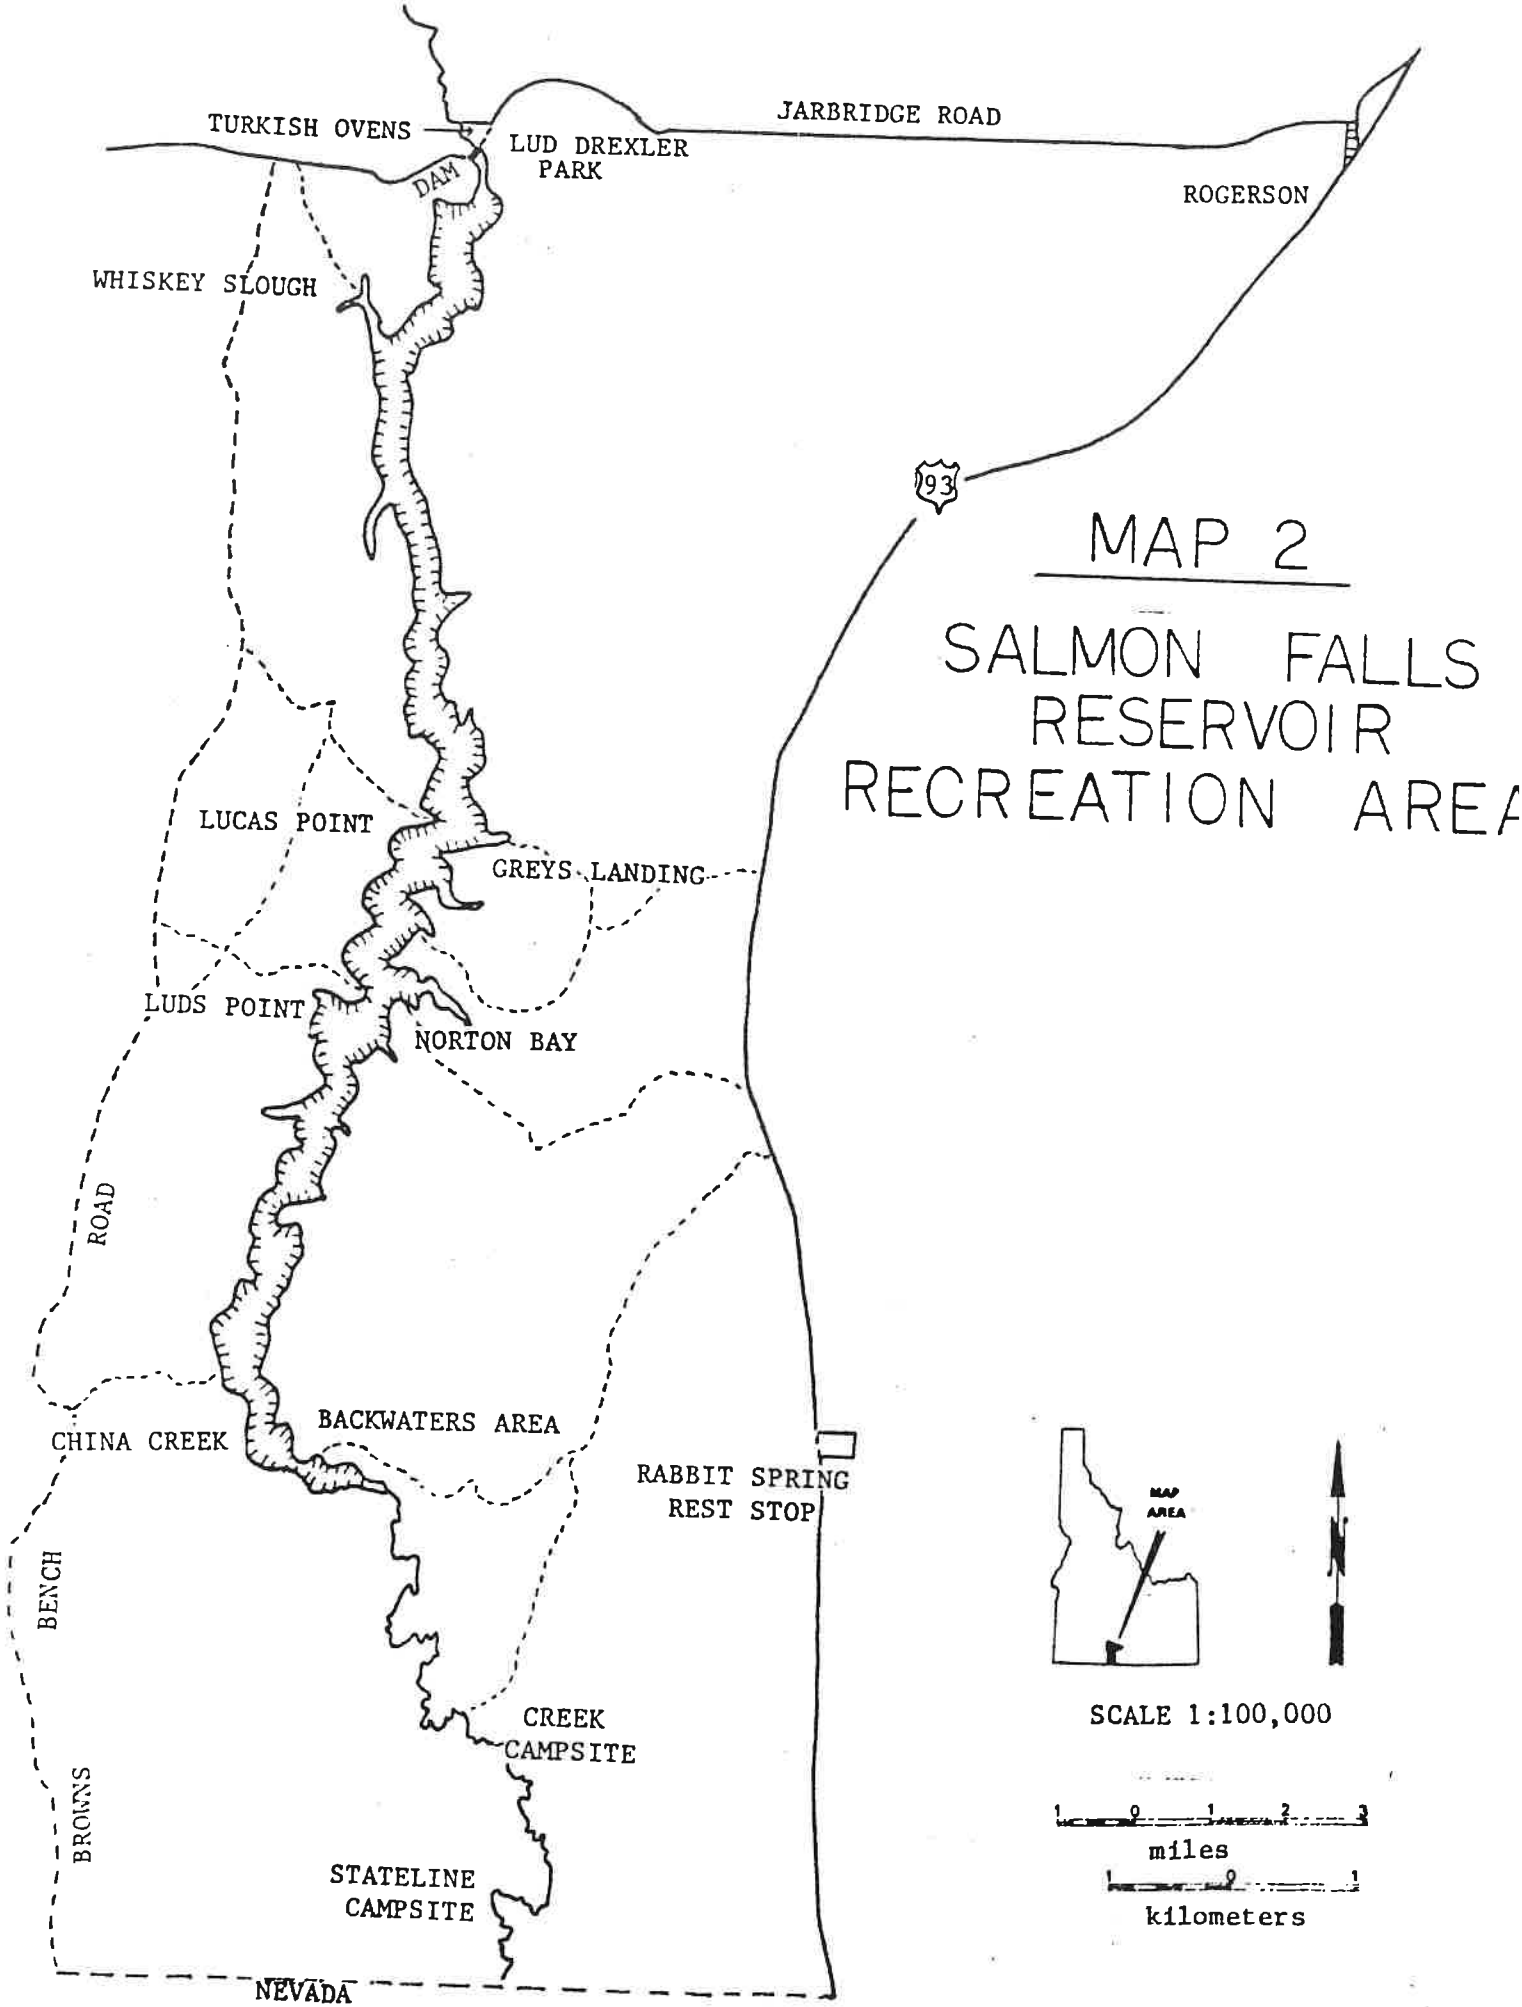 TURKISH OVENS
JARBRIDGE ROAD
LUD DREXLER
PARK
DAM
ROGERSON
WHISKEY SLOUGH
93
MAP 2
SALMON FALLS
RESERVOIR
RECREATION AREA
LUCAS POINT
GREYS LANDING
LUDS POINT
NORTON BAY
ROAD
BACKWATERS AREA
CHINA CREEK
RABBIT SPRING
REST STOP
MAP
AREA
N
BENCH
SCALE 1:100,000
CREEK
CAMPSITE
BROWNS
1 0 1 2 3
miles
STATELINE
CAMPSITE
1 0 1
kilometers
NEVADA